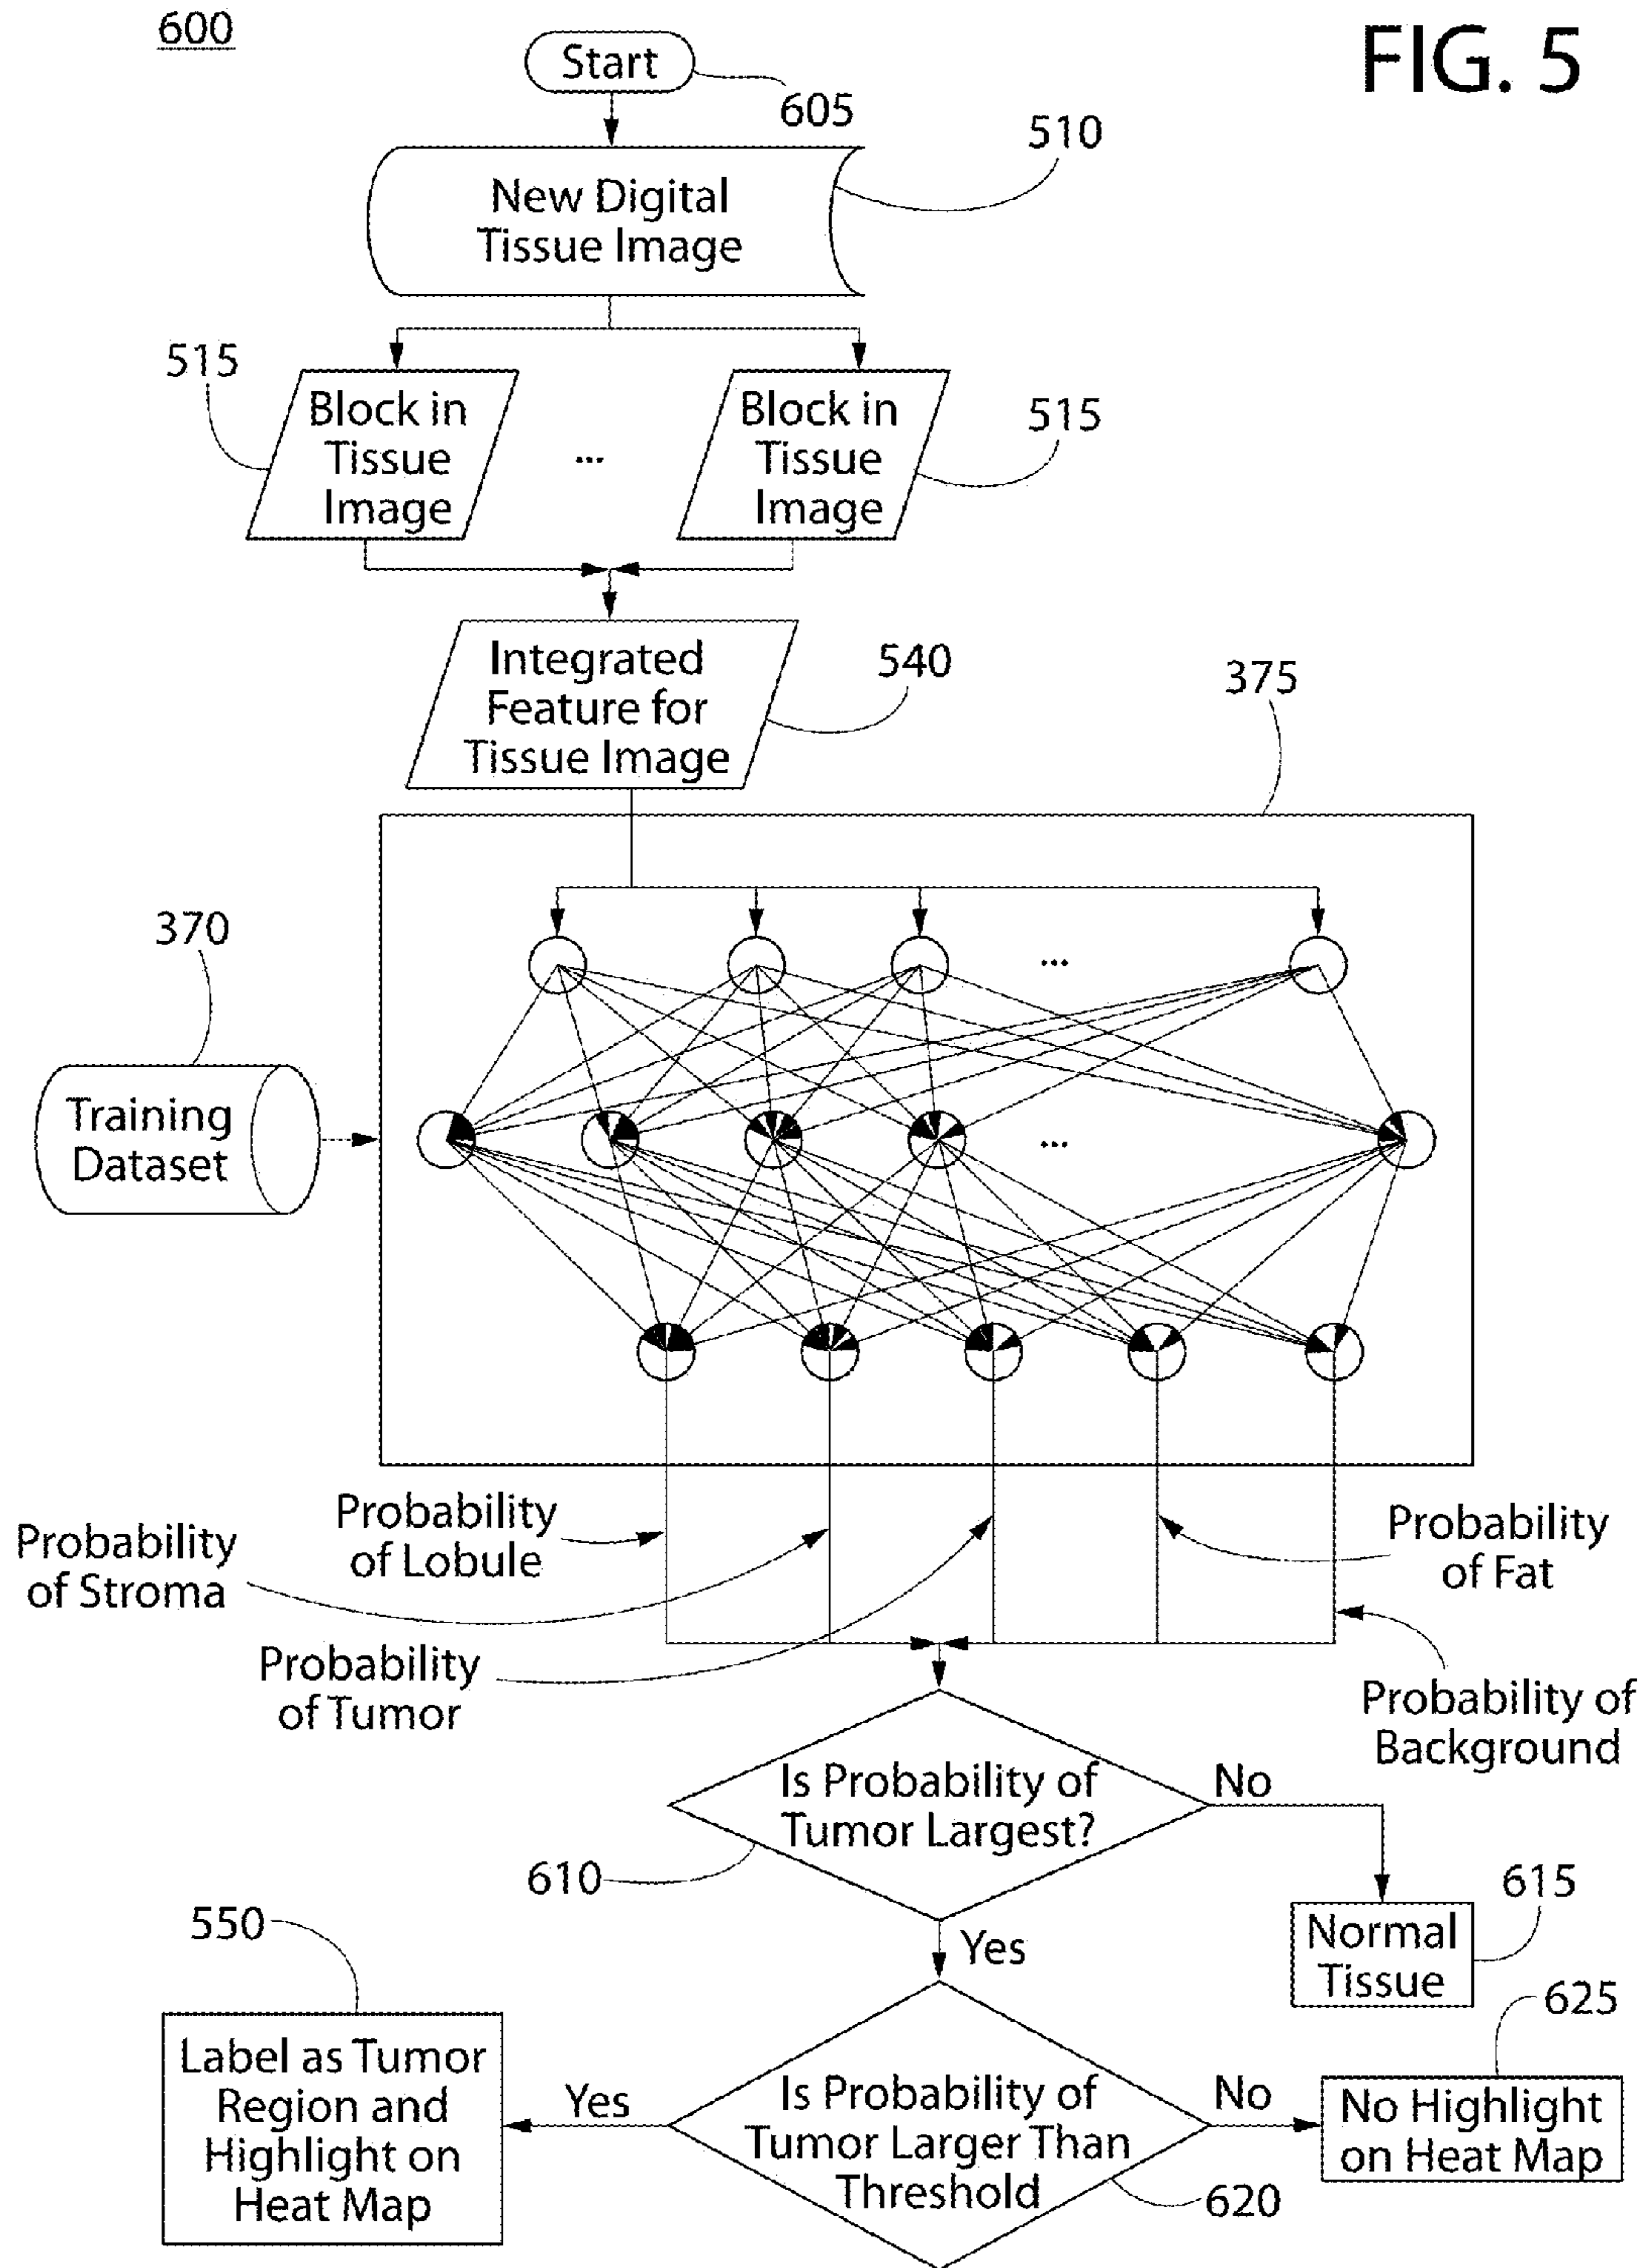 600
FIG. 5
Start
605
510
New Digital
Tissue Image
515
Block in
Tissue
Image
...
Block in
Tissue
Image
515
Integrated
Feature for
Tissue Image
540
375
370
...
Training
Dataset
...
Probability
of Lobule
Probability
of Stroma
Probability
of Fat
Probability
of Tumor
Probability of
Background
Is Probability of
Tumor Largest?
No
610
615
Normal
Tissue
Yes
550
625
Label as Tumor
Region and
Highlight on
Heat Map
Yes
Is Probability of
Tumor Larger Than
Threshold
No
No Highlight
on Heat Map
620